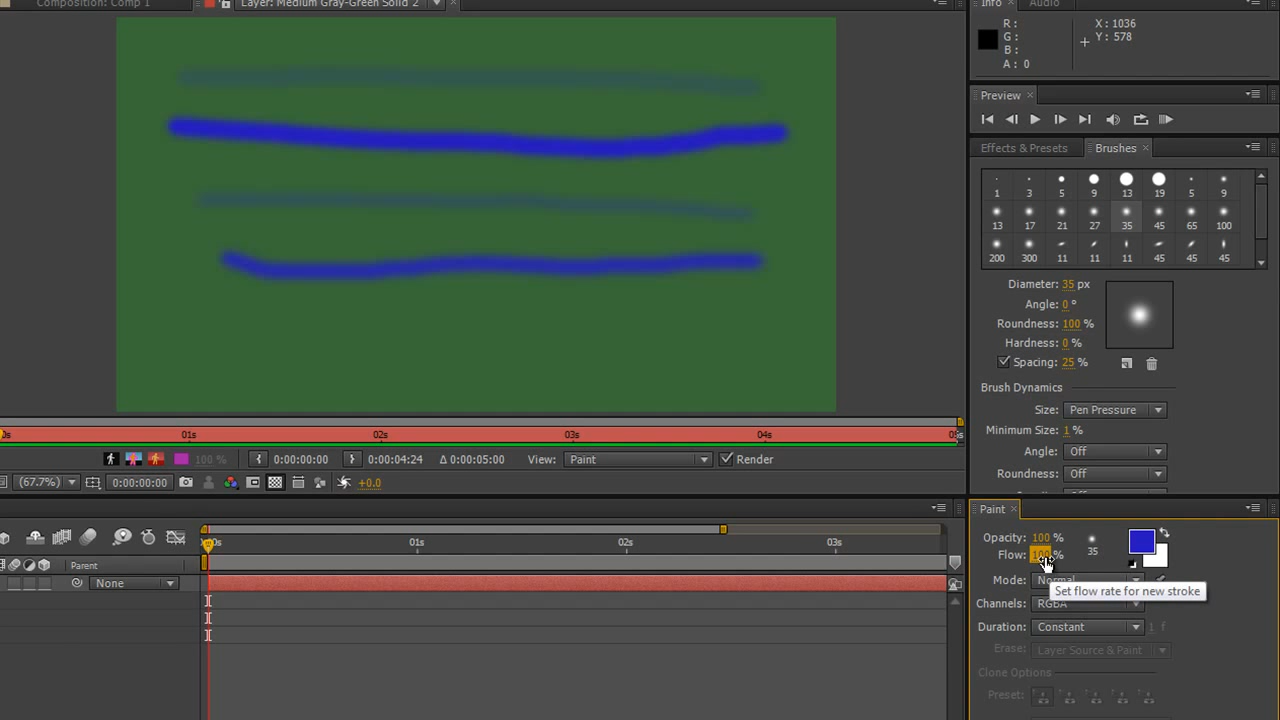 Composition: Comp 1
Layer: Medium Gray-Green Solid 2
Info
Audio
R :
G :
B :
A : 0
X : 1036
Y : 578
Preview
Effects & Presets
Brushes
1 3 5 9 13 19 5 9
13 17 21 27 35 45 65 100
200 300 11 11 11 45 45 45
Diameter: 35 px
Angle: 0 °
Roundness: 100 %
Hardness: 0 %
Spacing: 25 %
Brush Dynamics
Size: Pen Pressure
Minimum Size: 1 %
Angle: Off
Roundness: Off
01s 02s 03s 04s
100 %
0:00:00:00
0:00:04:24
Δ 0:00:05:00
View: Paint
Render
(67.7%)
0:00:00:00
+0.0
01s 02s 03s
Parent
None
Paint
Opacity: 100 %
Flow: 100 %
35
Mode: Normal
Set flow rate for new stroke
Channels: RGBA
Duration: Constant 1 f
Erase: Layer Source & Paint
Clone Options
Preset: